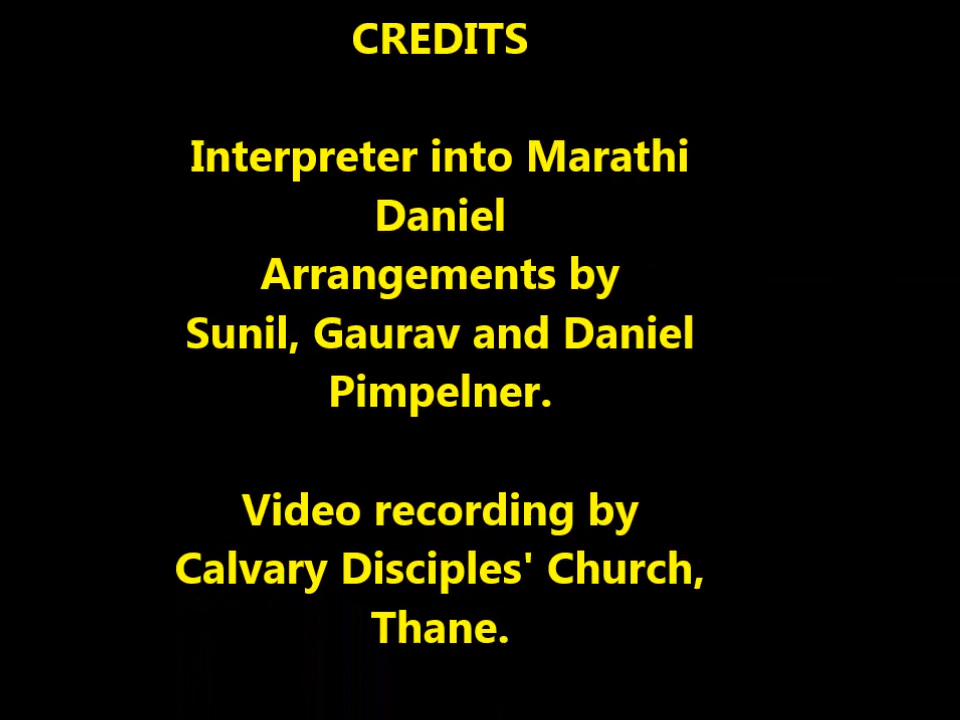 CREDITS
Interpreter into Marathi
Daniel
Arrangements by
Sunil, Gaurav and Daniel
Pimpelner.
Video recording by
Calvary Disciples' Church,
Thane.